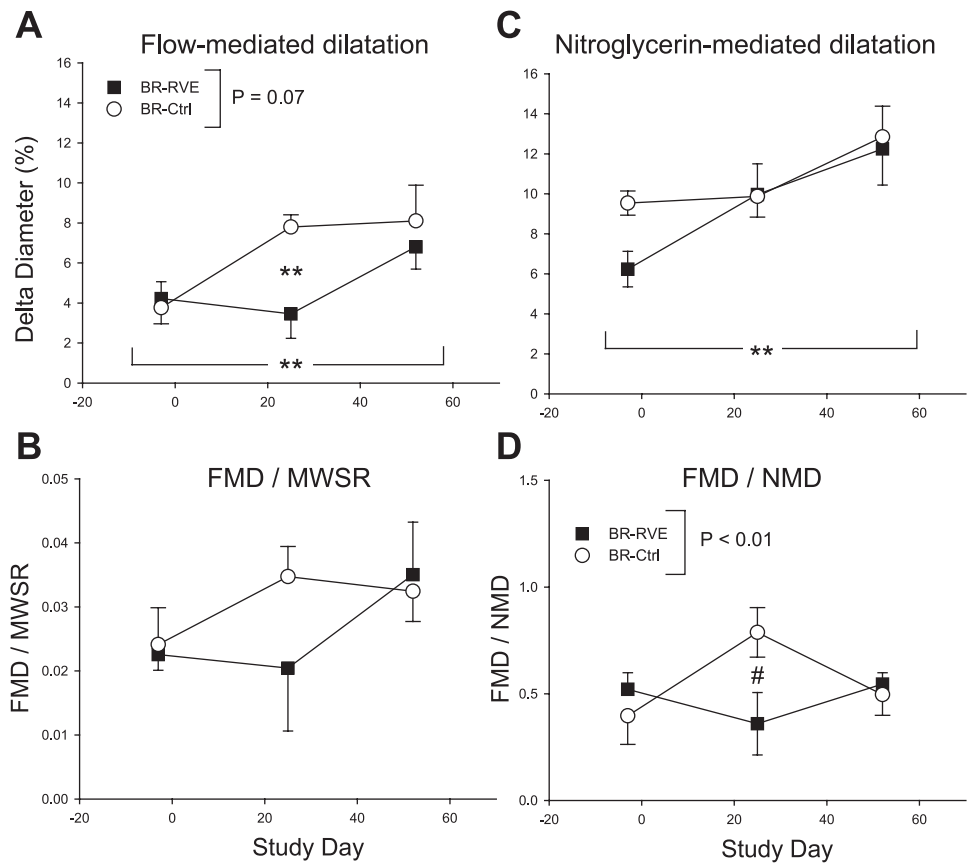 A
Flow-mediated dilatation
16
14
12
10
8
6
4
2
0
Delta Diameter (%)
BR-RVE
BR-Ctrl
P = 0.07
**
**
-20 0 20 40 60
C
Nitroglycerin-mediated dilatation
16
14
12
10
8
6
4
2
0
**
-20 0 20 40 60
B
FMD / MWSR
0.05
0.04
0.03
0.02
0.01
0.00
FMD / MWSR
-20 0 20 40 60
Study Day
D
FMD / NMD
1.5
1.0
0.5
0.0
FMD / NMD
BR-RVE
BR-Ctrl
P < 0.01
#
-20 0 20 40 60
Study Day